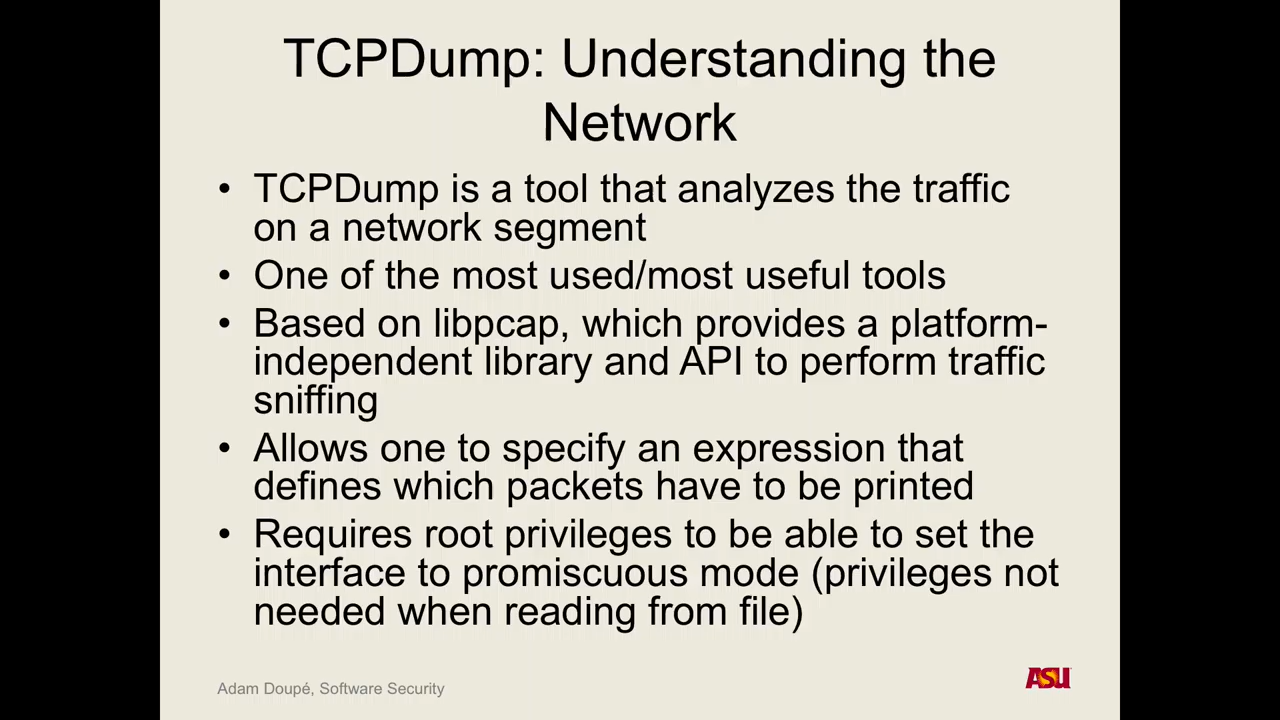 TCPDump: Understanding the
Network
• TCPDump is a tool that analyzes the traffic
on a network segment
• One of the most used/most useful tools
• Based on libpcap, which provides a platform-
independent library and API to perform traffic
sniffing
• Allows one to specify an expression that
defines which packets have to be printed
• Requires root privileges to be able to set the
interface to promiscuous mode (privileges not
needed when reading from file)
Adam Doupé, Software Security
ASU